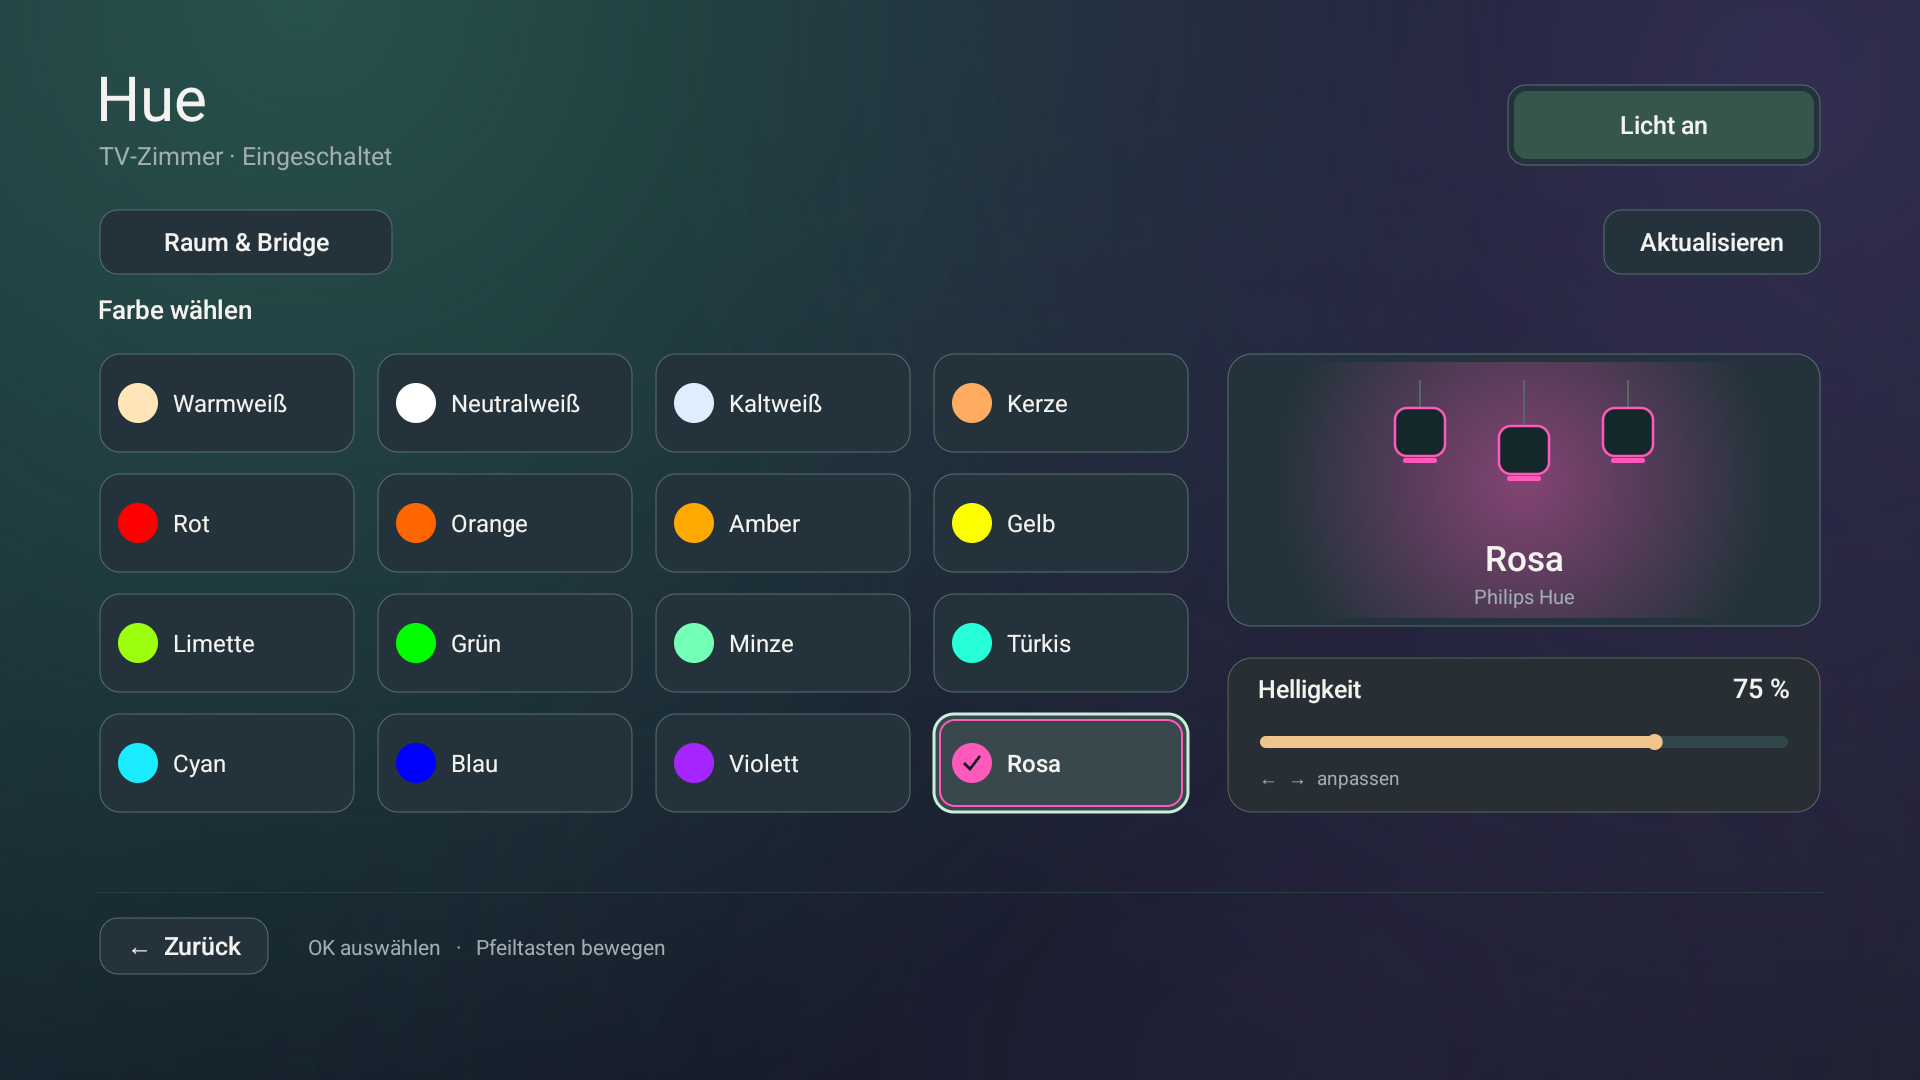 Hue
TV-Zimmer · Eingeschaltet
Licht an
Raum & Bridge
Aktualisieren
Farbe wählen
Warmweiß
Neutralweiß
Kaltweiß
Kerze
Rot
Orange
Amber
Gelb
Limette
Grün
Minze
Türkis
Cyan
Blau
Violett
Rosa
Rosa
Philips Hue
Helligkeit
75 %
← → anpassen
← Zurück
OK auswählen · Pfeiltasten bewegen